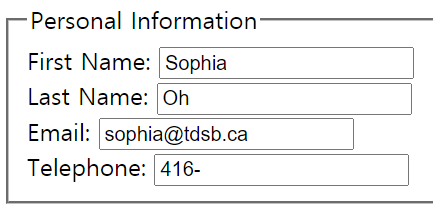 Personal Information
First Name: Sophia
Last Name: Oh
Email: sophia@tdsb.ca
Telephone: 416-